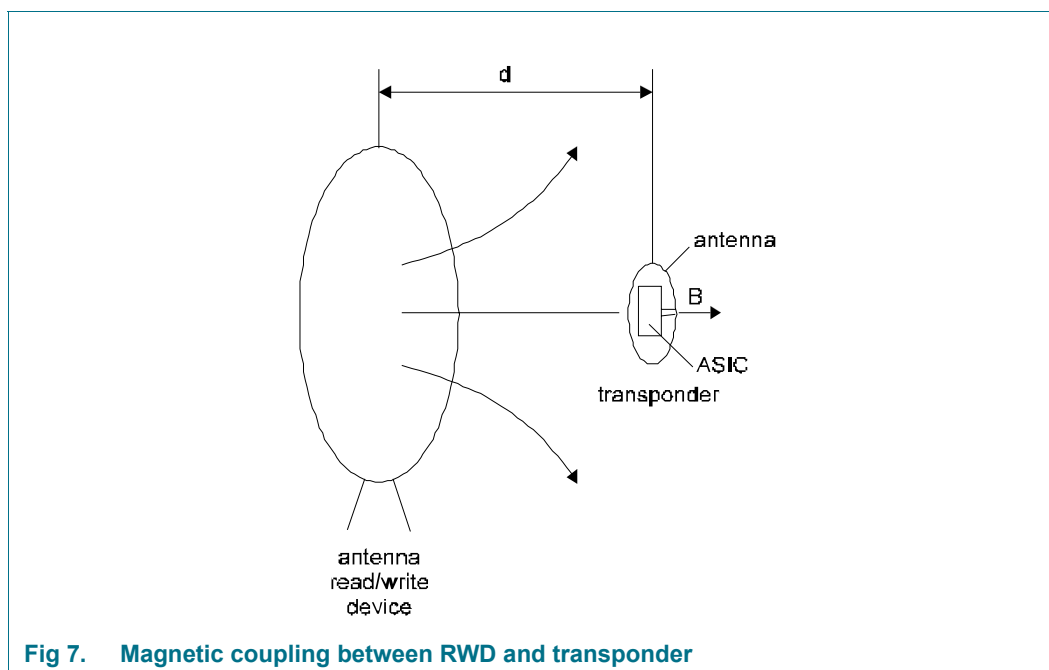 d
antenna
B
ASIC
transponder
antenna
read/write
device
Fig 7. Magnetic coupling between RWD and transponder